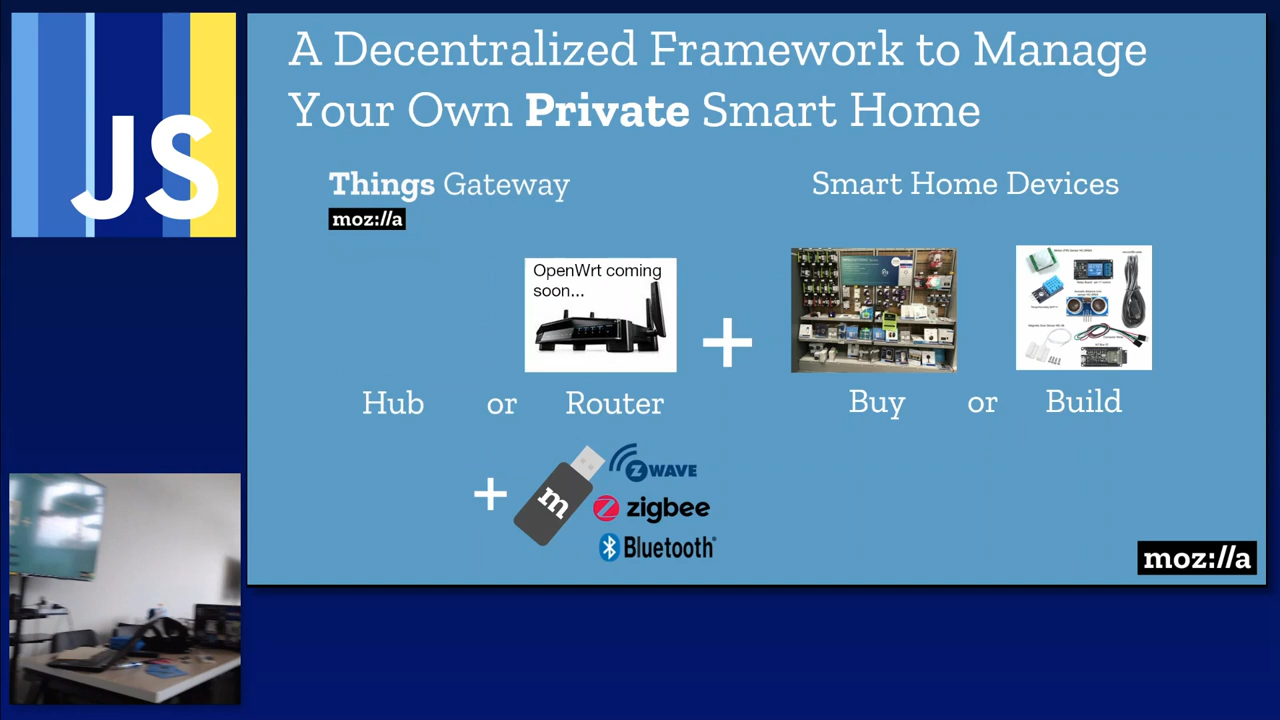 JS
A Decentralized Framework to Manage
Your Own Private Smart Home
Things Gateway
moz://a
Smart Home Devices
OpenWrt coming
soon...
Hub or Router
Buy or Build
m
Z WAVE
zigbee
Bluetooth
moz://a